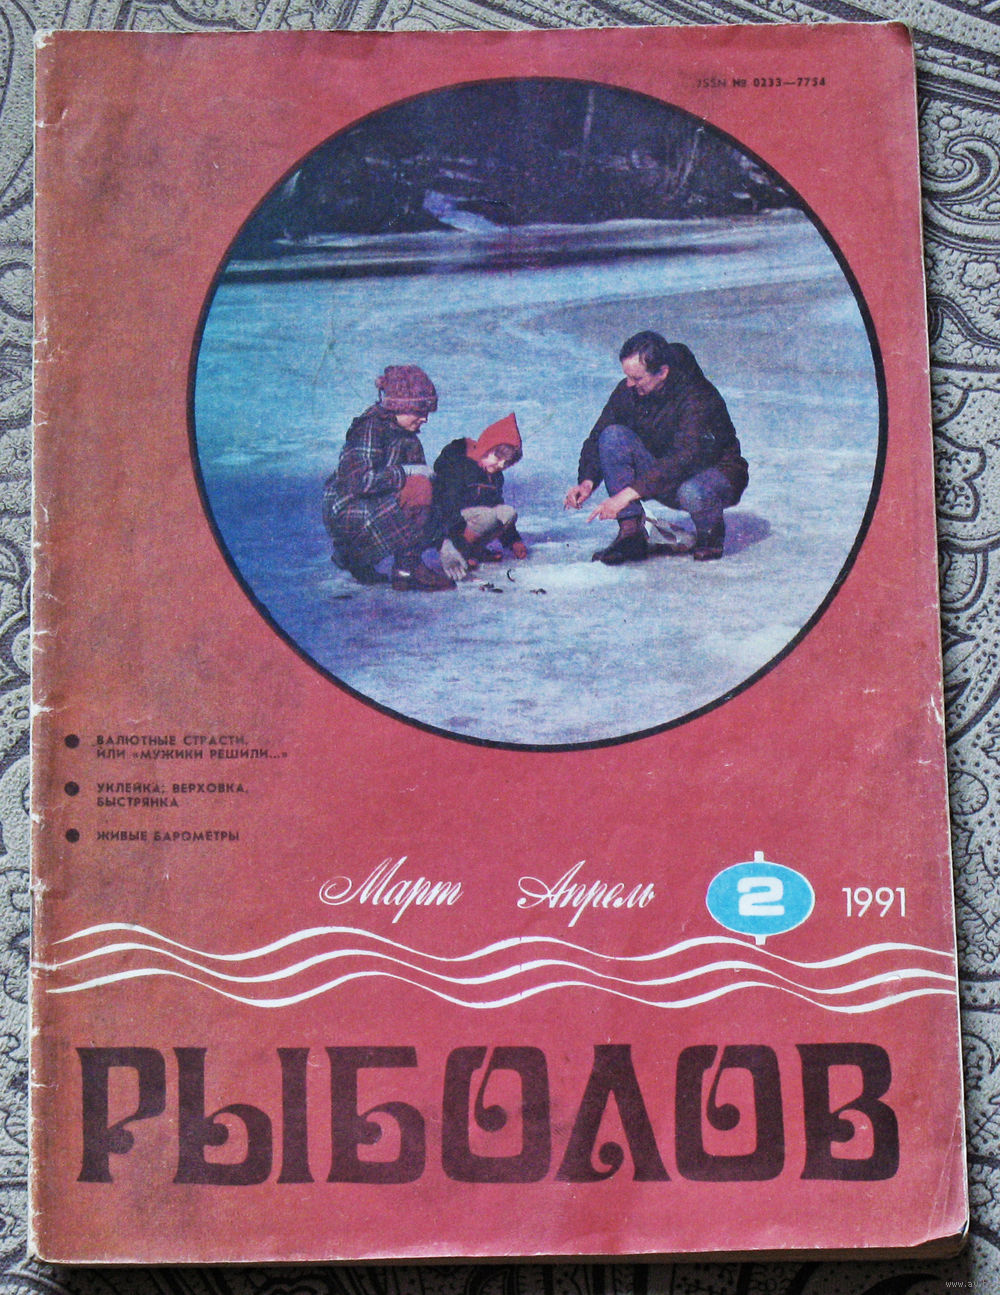 ISSN № 0233—7754
● ВАЛЮТНЫЕ СТРАСТИ,
ИЛИ «МУЖИКИ РЕШИЛИ...»
● УКЛЕЙКА, ВЕРХОВКА,
БЫСТРЯНКА
● ЖИВЫЕ БАРОМЕТРЫ
Март Апрель 2 1991
РЫБОЛОВ